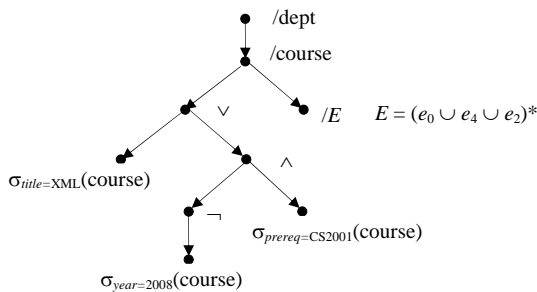 /dept
/course
∨
/E E = (e0 ∪ e4 ∪ e2)*
σtitle=XML(course)
∧
¬
σprereq=CS2001(course)
σyear=2008(course)